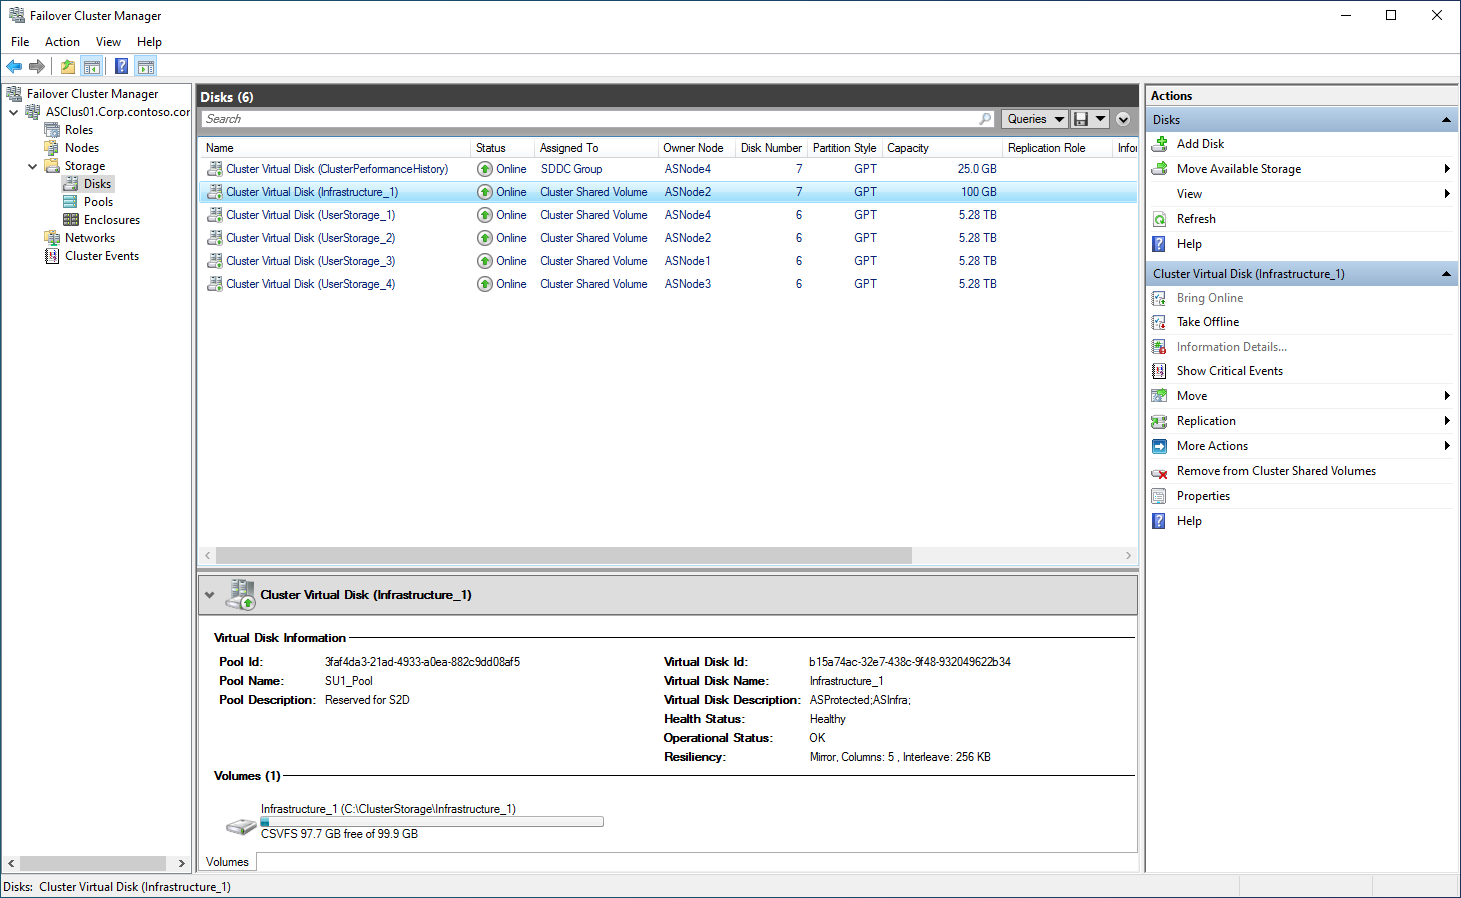 Failover Cluster Manager
File Action View Help
Failover Cluster Manager
ASClus01.Corp.contoso.cor
Roles
Nodes
Storage
Disks
Pools
Enclosures
Networks
Cluster Events
Disks (6)
Search
Queries
Name Status Assigned To Owner Node Disk Number Partition Style Capacity Replication Role Infor
Cluster Virtual Disk (ClusterPerformanceHistory) Online SDDC Group ASNode4 7 GPT 25.0 GB
Cluster Virtual Disk (Infrastructure_1) Online Cluster Shared Volume ASNode2 7 GPT 100 GB
Cluster Virtual Disk (UserStorage_1) Online Cluster Shared Volume ASNode4 6 GPT 5.28 TB
Cluster Virtual Disk (UserStorage_2) Online Cluster Shared Volume ASNode2 6 GPT 5.28 TB
Cluster Virtual Disk (UserStorage_3) Online Cluster Shared Volume ASNode1 6 GPT 5.28 TB
Cluster Virtual Disk (UserStorage_4) Online Cluster Shared Volume ASNode3 6 GPT 5.28 TB
Cluster Virtual Disk (Infrastructure_1)
Virtual Disk Information
Pool Id: 3faf4da3-21ad-4933-a0ea-882c9dd08af5
Pool Name: SU1_Pool
Pool Description: Reserved for S2D
Virtual Disk Id: b15a74ac-32e7-438c-9f48-932049622b34
Virtual Disk Name: Infrastructure_1
Virtual Disk Description: ASProtected;ASInfra;
Health Status: Healthy
Operational Status: OK
Resiliency: Mirror, Columns: 5 , Interleave: 256 KB
Volumes (1)
Infrastructure_1 (C:\ClusterStorage\Infrastructure_1)
CSVFS 97.7 GB free of 99.9 GB
Volumes
Actions
Disks
Add Disk
Move Available Storage
View
Refresh
Help
Cluster Virtual Disk (Infrastructure_1)
Bring Online
Take Offline
Information Details...
Show Critical Events
Move
Replication
More Actions
Remove from Cluster Shared Volumes
Properties
Help
Disks: Cluster Virtual Disk (Infrastructure_1)